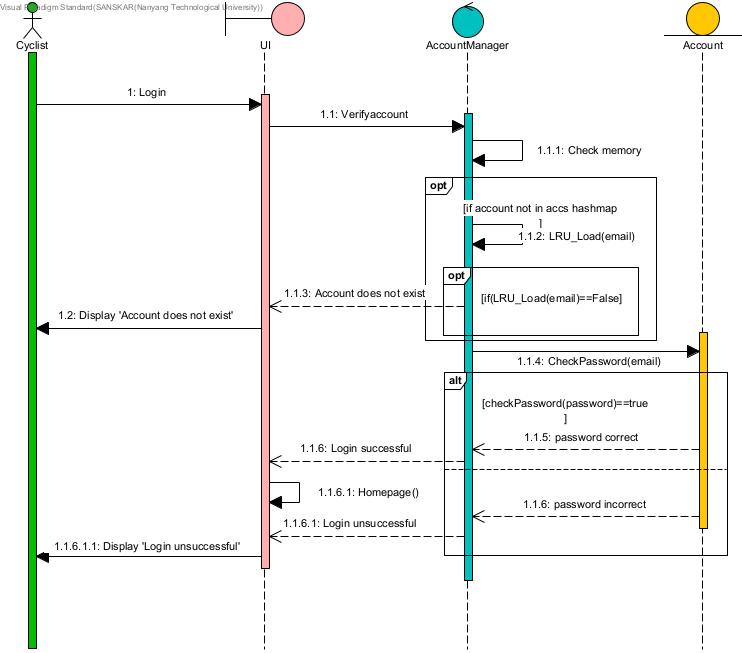 Visual Paradigm Standard(SANSKAR(Nanyang Technological University))
Cyclist
UI
AccountManager
Account
1: Login
1.1: Verifyaccount
1.1.1: Check memory
opt
[if account not in accs hashmap
]
1.1.2: LRU_Load(email)
opt
1.1.3: Account does not exist
[if(LRU_Load(email)==False]
1.2: Display 'Account does not exist'
1.1.4: CheckPassword(email)
alt
[checkPassword(password)==true
]
1.1.5: password correct
1.1.6: Login successful
1.1.6.1: Homepage()
1.1.6: password incorrect
1.1.6.1: Login unsuccessful
1.1.6.1.1: Display 'Login unsuccessful'